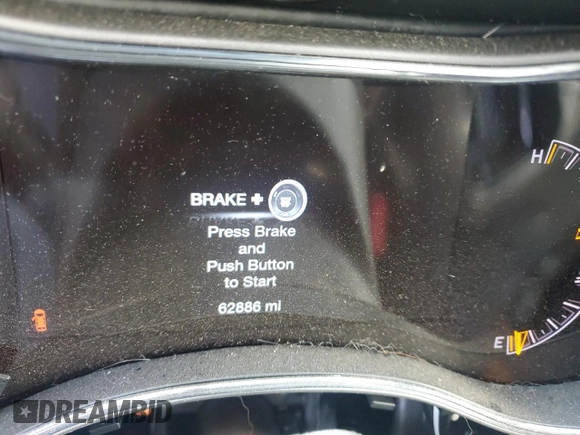 H
BRAKE +
Press Brake
and
Push Button
to Start
62886 mi
E
DREAMBID